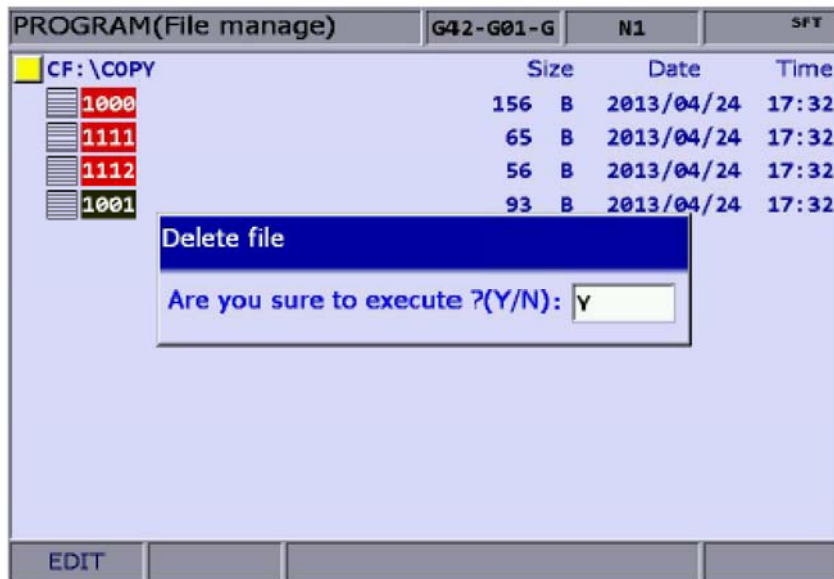 PROGRAM(File manage) G42-G01-G N1 SFT
CF:\COPY Size Date Time
1000 156 B 2013/04/24 17:32
1111 65 B 2013/04/24 17:32
1112 56 B 2013/04/24 17:32
1001 93 B 2013/04/24 17:32
Delete file
Are you sure to execute ?(Y/N): Y
EDIT